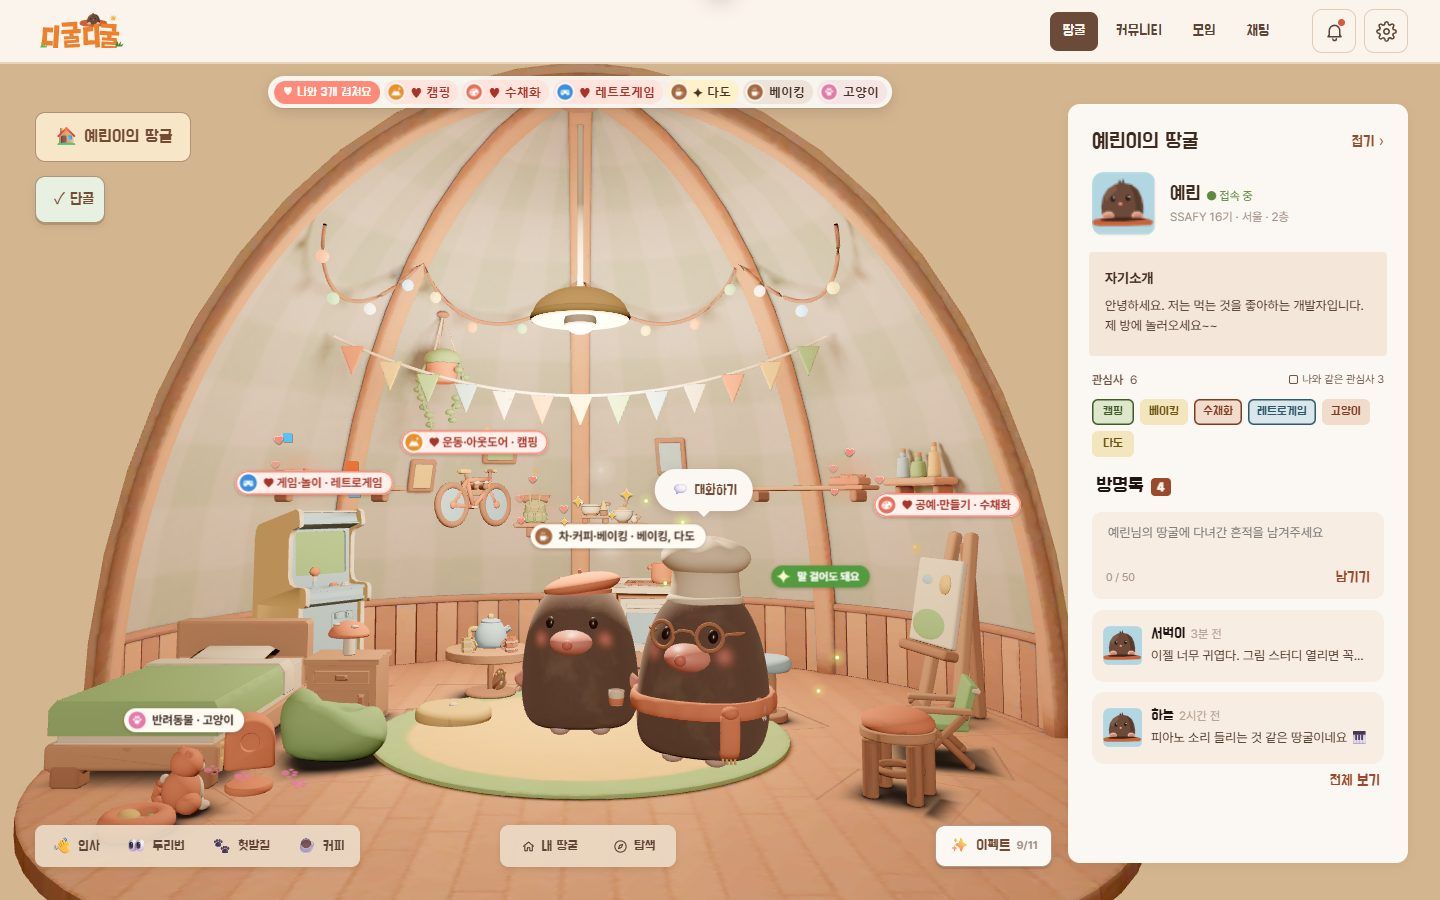 디굴디굴
땅굴
커뮤니티
모임
채팅
♥ 나와 3개 겹쳐요
♥ 캠핑
♥ 수채화
♥ 레트로게임
✦ 다도
베이킹
고양이
예린이의 땅굴
✓ 단골
♥ 운동·아웃도어 · 캠핑
♥ 게임·놀이 · 레트로게임
대화하기
♥ 공예·만들기 · 수채화
차·커피·베이킹 · 베이킹, 다도
말 걸어도 돼요
반려동물 · 고양이
인사
두리번
헛발질
커피
내 땅굴
탐색
이펙트 9/11
예린이의 땅굴
접기 ›
예린 접속 중
SSAFY 16기 · 서울 · 2층
자기소개
안녕하세요. 저는 먹는 것을 좋아하는 개발자입니다.
제 방에 놀러오세요~~
관심사 6
나와 같은 관심사 3
캠핑
베이킹
수채화
레트로게임
고양이
다도
방명록 4
예린님의 땅굴에 다녀간 흔적을 남겨주세요
0 / 50
남기기
서벅이 3분 전
이젤 너무 귀엽다. 그림 스터디 열리면 꼭...
하늘 2시간 전
피아노 소리 들리는 것 같은 땅굴이네요 🎹
전체 보기